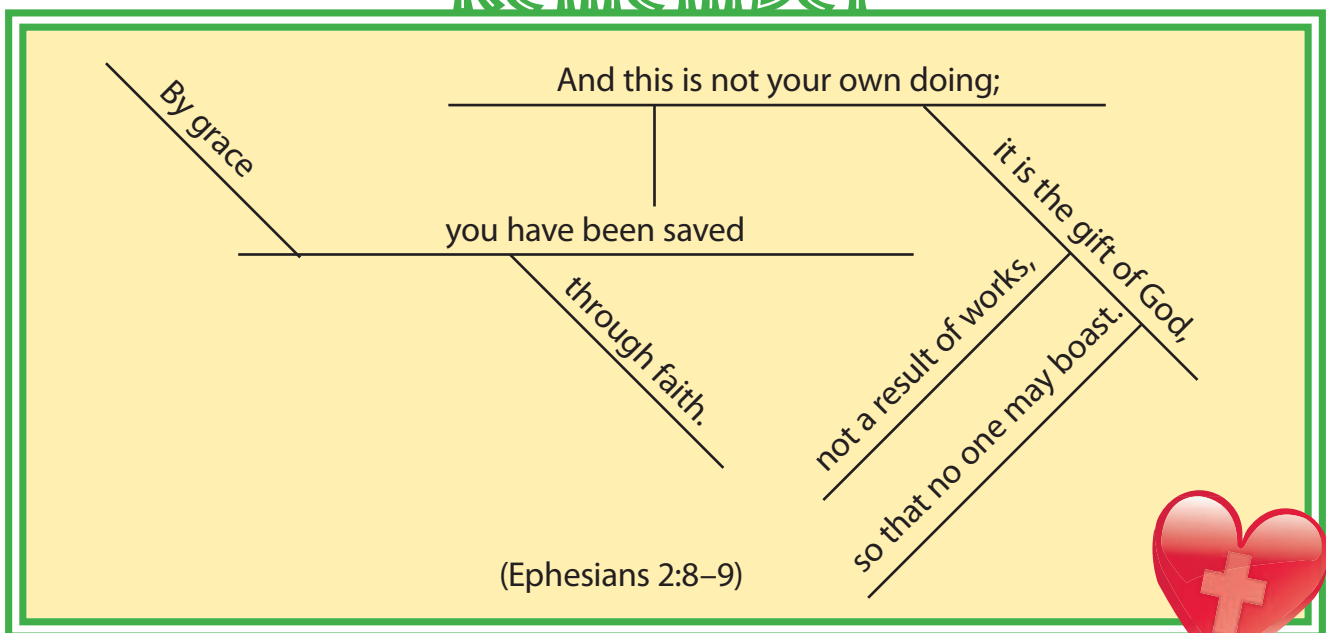 Remember
By grace
you have been saved
through faith.
And this is not your own doing;
it is the gift of God,
not a result of works,
so that no one may boast.
(Ephesians 2:8–9)